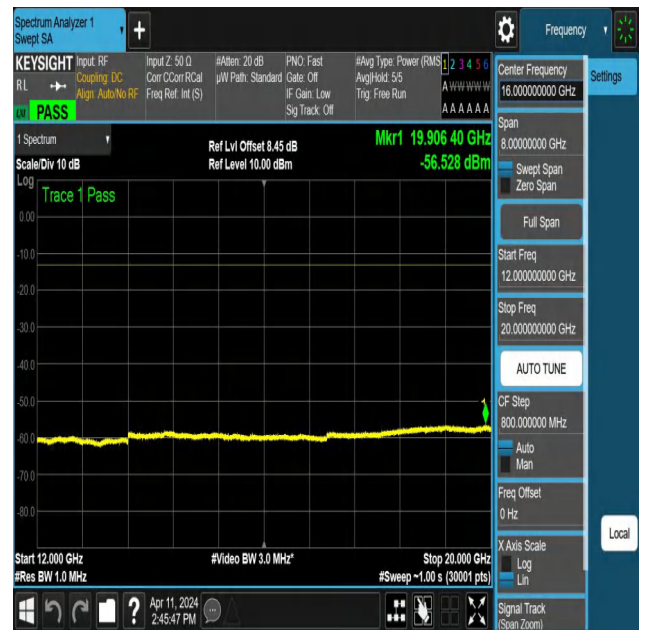 Spectrum Analyzer 1
Swept SA
Frequency
KEYSIGHT
RL
PASS
Input: RF
Coupling: DC
Align: Auto/No RF
Input Z: 50 Ω
Corr CCorr RCal
Freq Ref: Int (S)
#Atten: 20 dB
µW Path: Standard
PNO: Fast
Gate: Off
IF Gain: Low
Sig Track: Off
#Avg Type: Power (RMS
Avg|Hold: 5/5
Trig: Free Run
1 2 3 4 5 6
A W W W W W
A A A A A A
1 Spectrum
Scale/Div 10 dB
Ref Lvl Offset 8.45 dB
Ref Level 10.00 dBm
Mkr1 19.906 40 GHz
-56.528 dBm
Log
Trace 1 Pass
0.00
-10.0
-20.0
-30.0
-40.0
-50.0
-60.0
-70.0
-80.0
1
Start 12.000 GHz
#Res BW 1.0 MHz
#Video BW 3.0 MHz*
Stop 20.000 GHz
#Sweep ~1.00 s (30001 pts)
Apr 11, 2024
2:45:47 PM
Center Frequency
16.000000000 GHz
Settings
Span
8.00000000 GHz
Swept Span
Zero Span
Full Span
Start Freq
12.000000000 GHz
Stop Freq
20.000000000 GHz
AUTO TUNE
CF Step
800.000000 MHz
Auto
Man
Freq Offset
0 Hz
X Axis Scale
Log
Lin
Local
Signal Track
(Span Zoom)